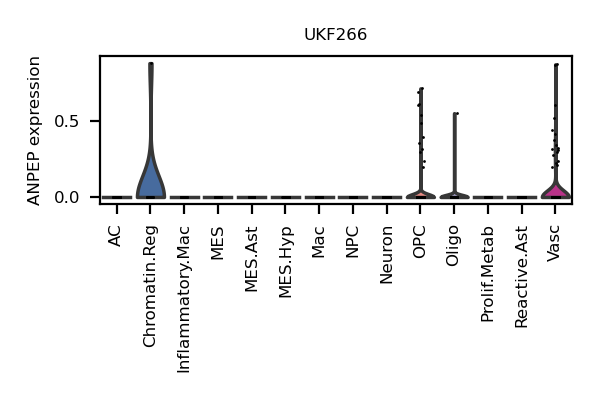 UKF266
ANPEP expression
0.5
0.0
AC
Chromatin.Reg
Inflammatory.Mac
MES
MES.Ast
MES.Hyp
Mac
NPC
Neuron
OPC
Oligo
Prolif.Metab
Reactive.Ast
Vasc